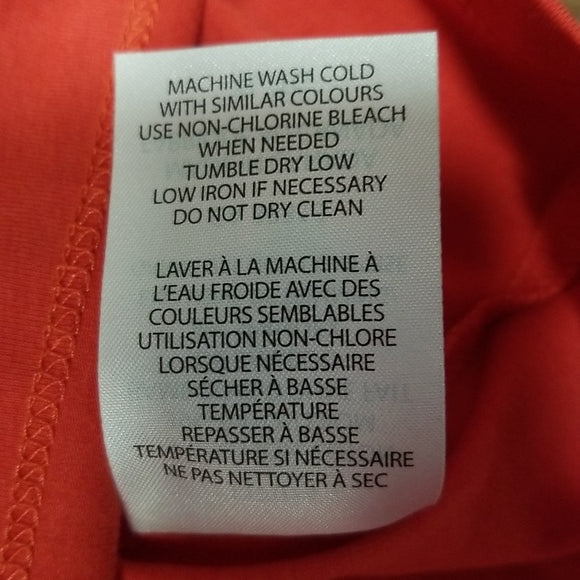 MACHINE WASH COLD
WITH SIMILAR COLOURS
USE NON-CHLORINE BLEACH
WHEN NEEDED
TUMBLE DRY LOW
LOW IRON IF NECESSARY
DO NOT DRY CLEAN
LAVER À LA MACHINE À
L'EAU FROIDE AVEC DES
COULEURS SEMBLABLES
UTILISATION NON-CHLORE
LORSQUE NÉCESSAIRE
SÉCHER À BASSE
TEMPÉRATURE
REPASSER À BASSE
TEMPÉRATURE SI NÉCESSAIRE
NE PAS NETTOYER À SEC